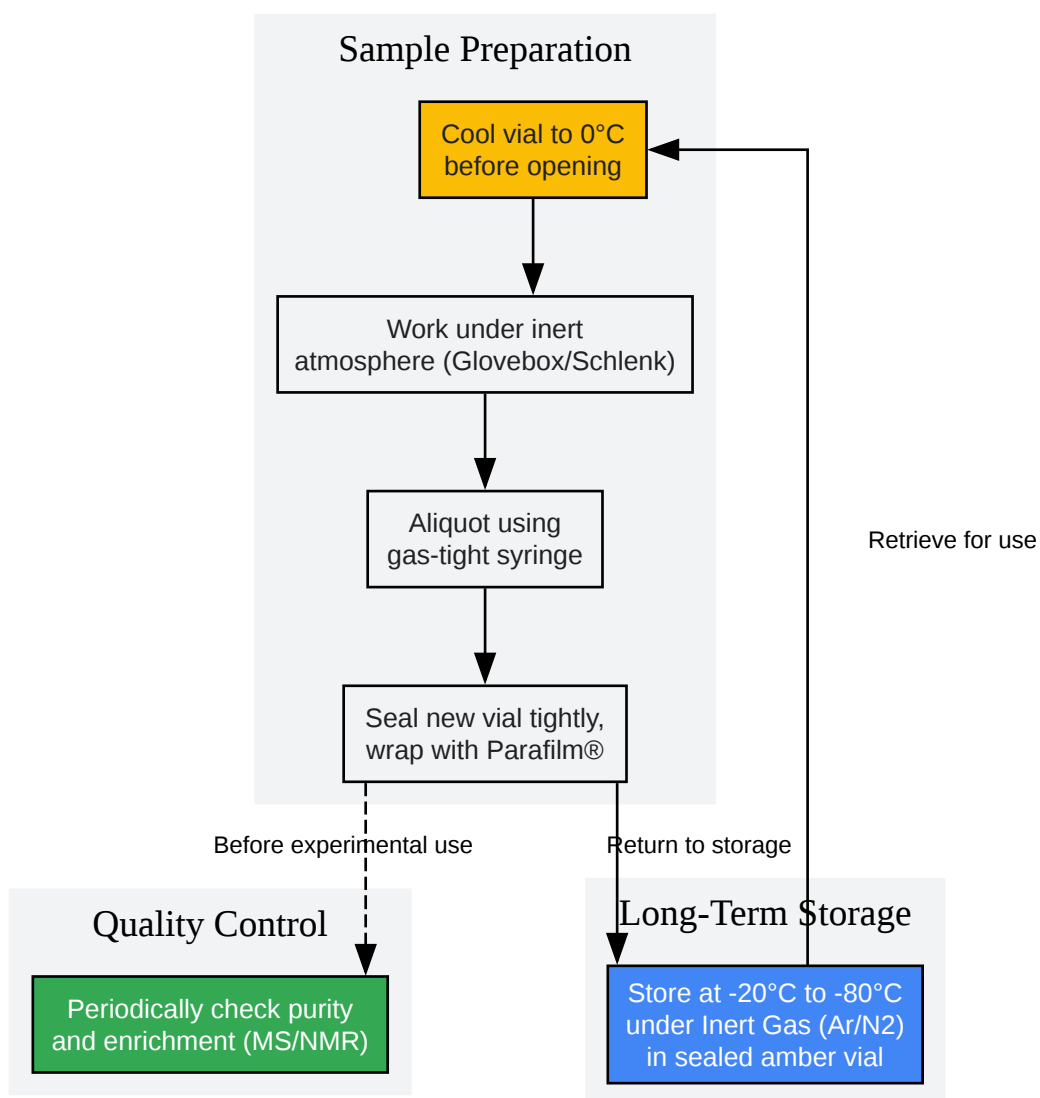 Sample Preparation
Cool vial to 0°C
before opening
Work under inert
atmosphere (Glovebox/Schlenk)
Aliquot using
gas-tight syringe
Retrieve for use
Seal new vial tightly,
wrap with Parafilm®
Before experimental use
Return to storage
Quality Control
Periodically check purity
and enrichment (MS/NMR)
Long-Term Storage
Store at -20°C to -80°C
under Inert Gas (Ar/N2)
in sealed amber vial